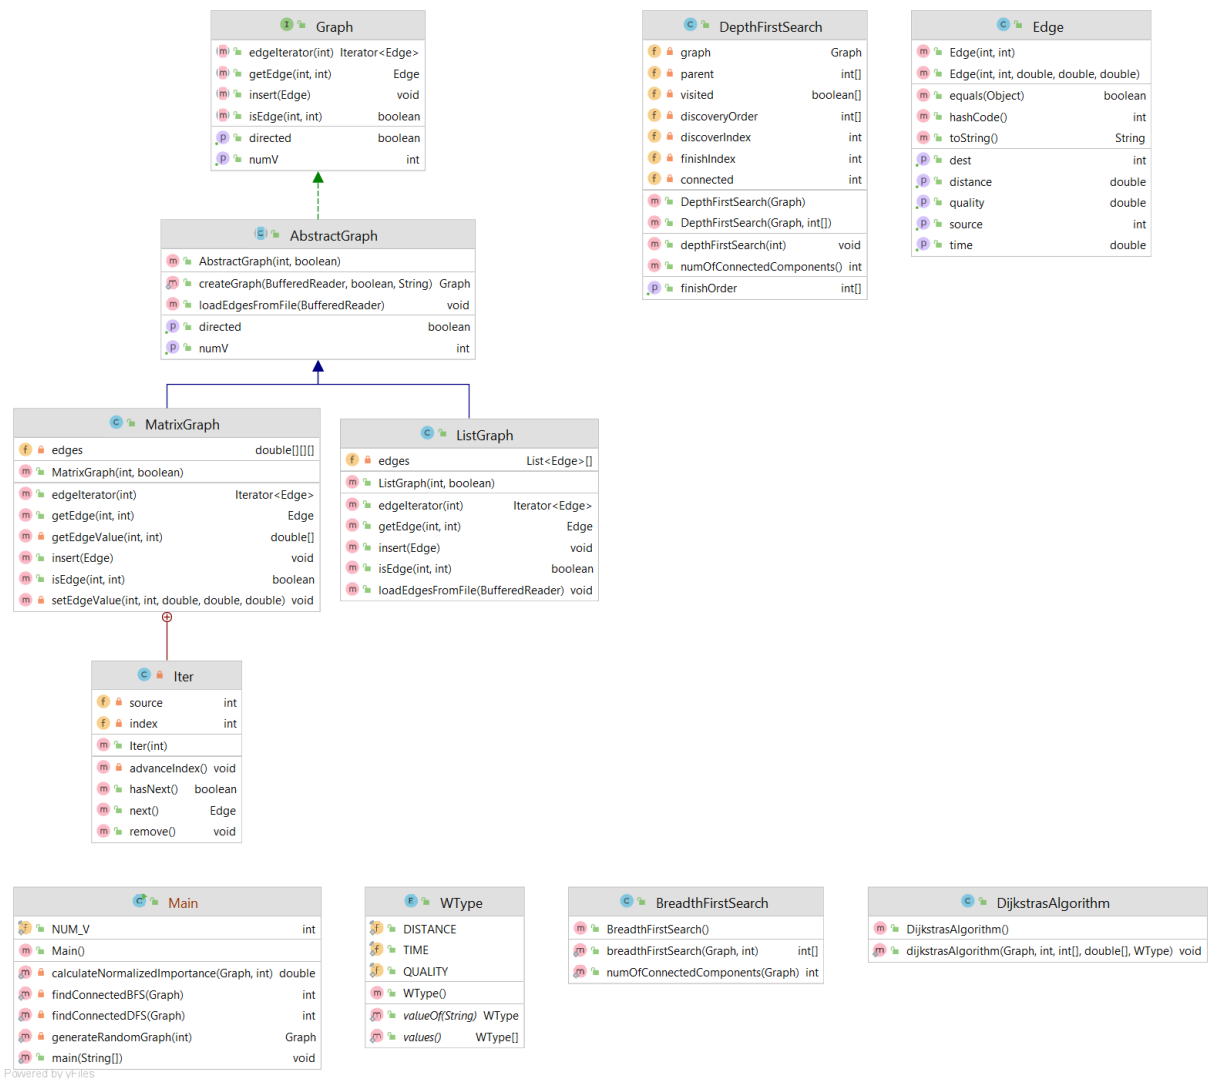 Graph
edgeIterator(int) Iterator<Edge>
getEdge(int, int) Edge
insert(Edge) void
isEdge(int, int) boolean
directed boolean
numV int
DepthFirstSearch
graph Graph
parent int[]
visited boolean[]
discoveryOrder int[]
discoverIndex int
finishIndex int
connected int
DepthFirstSearch(Graph)
DepthFirstSearch(Graph, int[])
depthFirstSearch(int) void
numOfConnectedComponents() int
finishOrder int[]
Edge
Edge(int, int)
Edge(int, int, double, double, double)
equals(Object) boolean
hashCode() int
toString() String
dest int
distance double
quality double
source int
time double
AbstractGraph
AbstractGraph(int, boolean)
createGraph(BufferedReader, boolean, String) Graph
loadEdgesFromFile(BufferedReader) void
directed boolean
numV int
MatrixGraph
edges double[][][]
MatrixGraph(int, boolean)
edgeIterator(int) Iterator<Edge>
getEdge(int, int) Edge
getEdgeValue(int, int) double[]
insert(Edge) void
isEdge(int, int) boolean
setEdgeValue(int, int, double, double, double) void
ListGraph
edges List<Edge>[]
ListGraph(int, boolean)
edgeIterator(int) Iterator<Edge>
getEdge(int, int) Edge
insert(Edge) void
isEdge(int, int) boolean
loadEdgesFromFile(BufferedReader) void
Iter
source int
index int
Iter(int)
advanceIndex() void
hasNext() boolean
next() Edge
remove() void
Main
NUM_V int
Main()
calculateNormalizedImportance(Graph, int) double
findConnectedBFS(Graph) int
findConnectedDFS(Graph) int
generateRandomGraph(int) Graph
main(String[]) void
WType
DISTANCE
TIME
QUALITY
WType()
valueOf(String) WType
values() WType[]
BreadthFirstSearch
BreadthFirstSearch()
breadthFirstSearch(Graph, int) int[]
numOfConnectedComponents(Graph) int
DijkstrasAlgorithm
DijkstrasAlgorithm()
dijkstrasAlgorithm(Graph, int, int[], double[], WType) void
Powered by yFiles